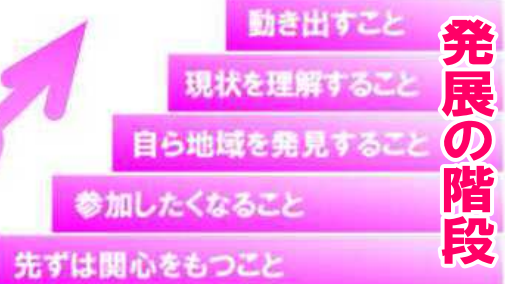 発展の階段
動き出すこと
現状を理解すること
自ら地域を発見すること
参加したくなること
先ずは関心をもつこと